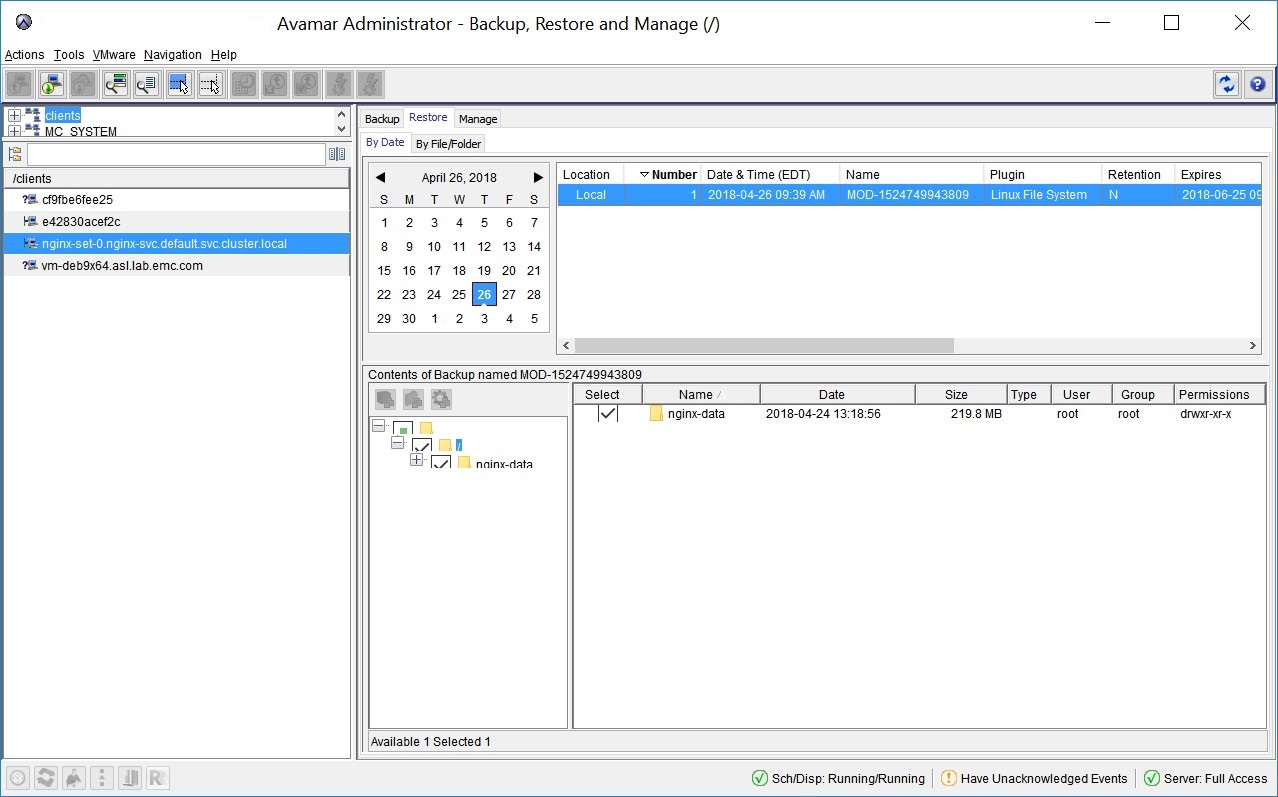 Avamar Administrator - Backup, Restore and Manage (/)
Actions Tools VMware Navigation Help
clients
MC_SYSTEM
/clients
cf9fbe6fee25
e42830acef2c
nginx-set-0.nginx-svc.default.svc.cluster.local
vm-deb9x64.asl.lab.emc.com
Backup Restore Manage
By Date By File/Folder
April 26, 2018
S M T W T F S
1 2 3 4 5 6 7
8 9 10 11 12 13 14
15 16 17 18 19 20 21
22 23 24 25 26 27 28
29 30 1 2 3 4 5
Location Number Date & Time (EDT) Name Plugin Retention Expires
Local 1 2018-04-26 09:39 AM MOD-1524749943809 Linux File System N 2018-06-25 09
Contents of Backup named MOD-1524749943809
/
nginx-data
Select Name Date Size Type User Group Permissions
nginx-data 2018-04-24 13:18:56 219.8 MB root root drwxr-xr-x
Available 1 Selected 1
Sch/Disp: Running/Running Have Unacknowledged Events Server: Full Access